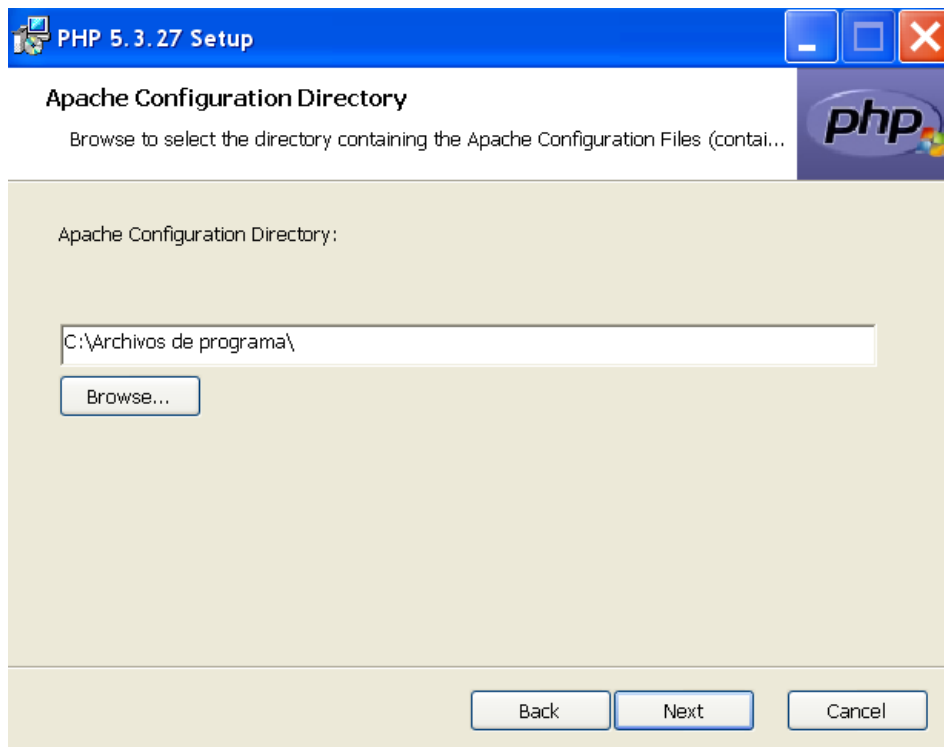 PHP 5.3.27 Setup
Apache Configuration Directory
Browse to select the directory containing the Apache Configuration Files (contai...
php
Apache Configuration Directory:
C:\Archivos de programa\
Browse...
Back
Next
Cancel